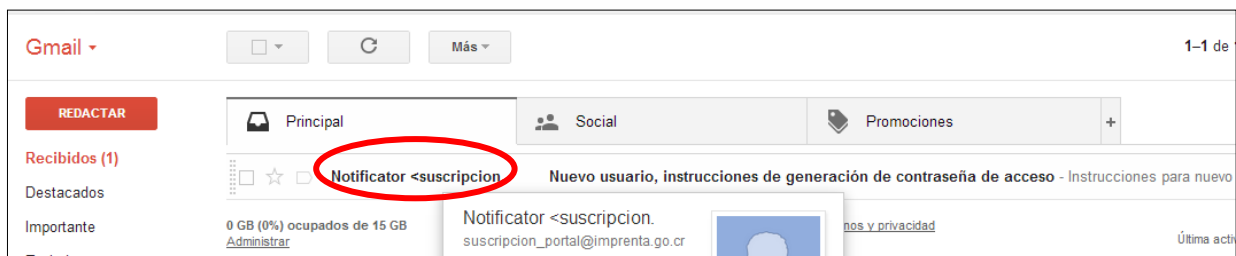 Gmail
Más
1–1 de
REDACTAR
Principal
Social
Promociones
+
Recibidos (1)
Notificator <suscripcion.
Nuevo usuario, instrucciones de generación de contraseña de acceso - Instrucciones para nuevo
Destacados
Importante
0 GB (0%) ocupados de 15 GB
Administrar
Notificator <suscripcion.
suscripcion_portal@imprenta.go.cr
nos y privacidad
Última activ